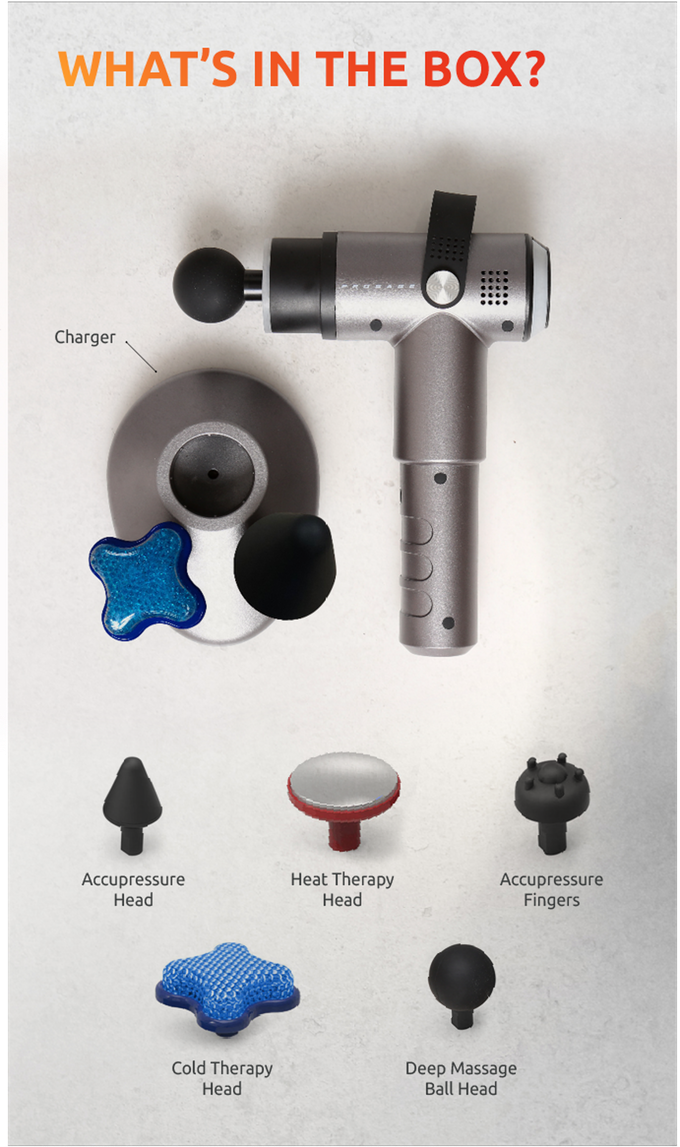 WHAT'S IN THE BOX?
PROSAGE
Charger
Accupressure
Head
Heat Therapy
Head
Accupressure
Fingers
Cold Therapy
Head
Deep Massage
Ball Head